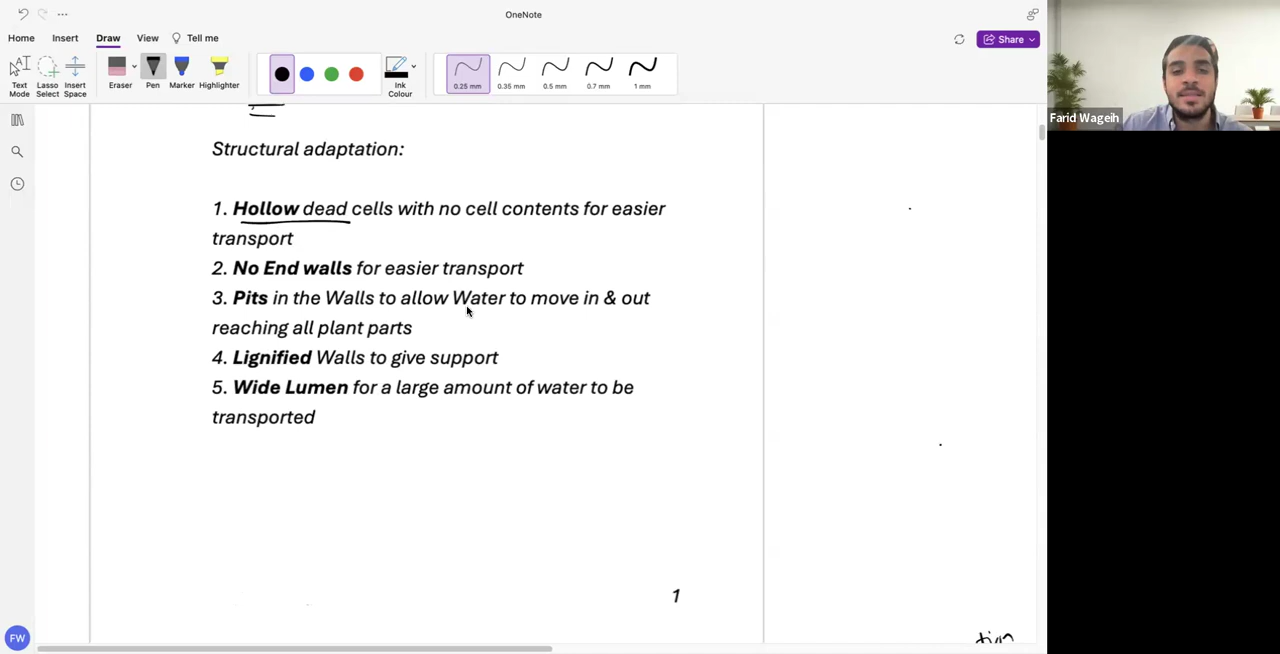 OneNote
Home Insert Draw View Tell me
Share
Text Mode
Lasso Select
Insert Space
Eraser
Pen
Marker
Highlighter
Ink Colour
0.25 mm
0.35 mm
0.5 mm
0.7 mm
1 mm
Farid Wageih
Structural adaptation:
1. Hollow dead cells with no cell contents for easier
transport
2. No End walls for easier transport
3. Pits in the Walls to allow Water to move in & out
reaching all plant parts
4. Lignified Walls to give support
5. Wide Lumen for a large amount of water to be
transported
1
FW